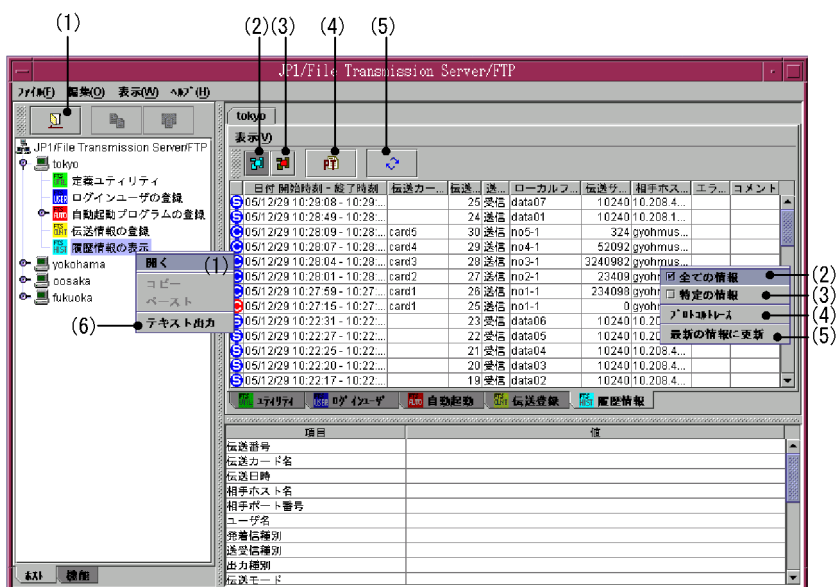 (1)
(2)(3)
(4)
(5)
JP1/File Transmission Server/FTP
ファイル(F) 編集(O) 表示(W) ヘルプ(H)
tokyo
表示(V)
JP1/File Transmission Server/FTP
tokyo
定義ユティリティ
ログインユーザの登録
自動起動プログラムの登録
伝送情報の登録
履歴情報の表示
yokohama
oosaka
fukuoka
開く
(1)
コピー
ペースト
テキスト出力
(6)
日付 開始時刻 - 終了時刻 伝送カー... 伝送... 送... ローカルフ... 伝送サ... 相手ホス... エラ... コメント
05/12/29 10:29:08 - 10:29:... 25 受信 data07 10240 10.208.4...
05/12/29 10:28:49 - 10:28:... 24 送信 data01 10240 10.208.1...
05/12/29 10:28:09 - 10:28:... card5 30 送信 no5-1 324 gyohmus...
05/12/29 10:28:07 - 10:28:... card4 29 送信 no4-1 52092 gyohmus...
05/12/29 10:28:04 - 10:28:... card3 28 送信 no3-1 3240982 gyohmus...
05/12/29 10:28:01 - 10:28:... card2 27 送信 no2-1 23409 gyohm
05/12/29 10:27:59 - 10:27:... card1 26 送信 no1-1 234098 gyohm
05/12/29 10:27:15 - 10:27:... card1 25 送信 no1-1 0 gyohm
05/12/29 10:22:31 - 10:22:... 23 受信 data06 10240 10.20
05/12/29 10:22:27 - 10:22:... 22 受信 data05 10240 10.20
05/12/29 10:22:25 - 10:22:... 21 受信 data04 10240 10.208.4...
05/12/29 10:22:20 - 10:22:... 20 受信 data03 10240 10.208.4...
05/12/29 10:22:17 - 10:22:... 19 受信 data02 10240 10.208.4...
全ての情報
(2)
特定の情報
(3)
プロトコルトレース
(4)
最新の情報に更新
(5)
ユティリティ
ログインユーザ
自動起動
伝送登録
履歴情報
項目 値
伝送番号
伝送カード名
伝送日時
相手ホスト名
相手ポート番号
ユーザ名
発着信種別
送受信種別
出力種別
伝送モード
ホスト 機能